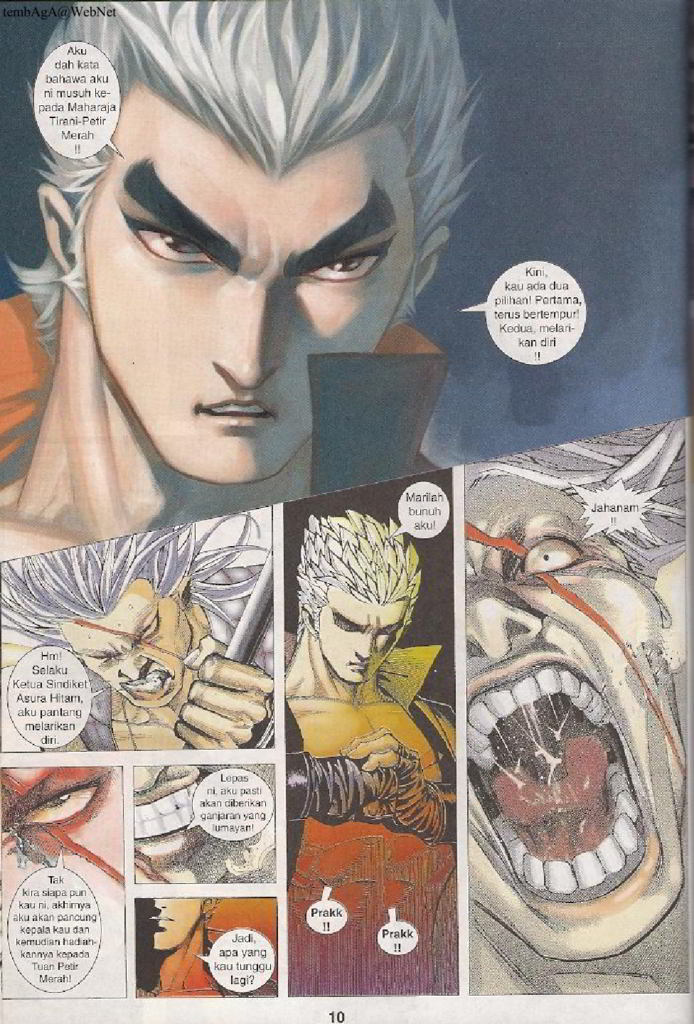 tembAgA@WebNet
Aku
dah kata
bahawa aku
ni musuh ke-
pada Maharaja
Tirani-Petir
Merah
!!
Kini,
kau ada dua
pilihan! Pertama,
terus bertempur!
Kedua, melari-
kan diri
!!
Hm!
Selaku
Ketua Sindiket
Asura Hitam,
aku pantang
melarikan
diri.
Marilah
bunuh
aku!
Jahanam
!!
Tak
kira siapa pun
kau ni, akhirnya
aku akan pancung
kepala kau dan
kemudian hadiah-
kannya kepada
Tuan Petir
Merah!
Lepas
ni, aku pasti
akan diberikan
ganjaran yang
lumayan!
Jadi,
apa yang
kau tunggu
lagi?
Prakk
!!
Prakk
!!
10